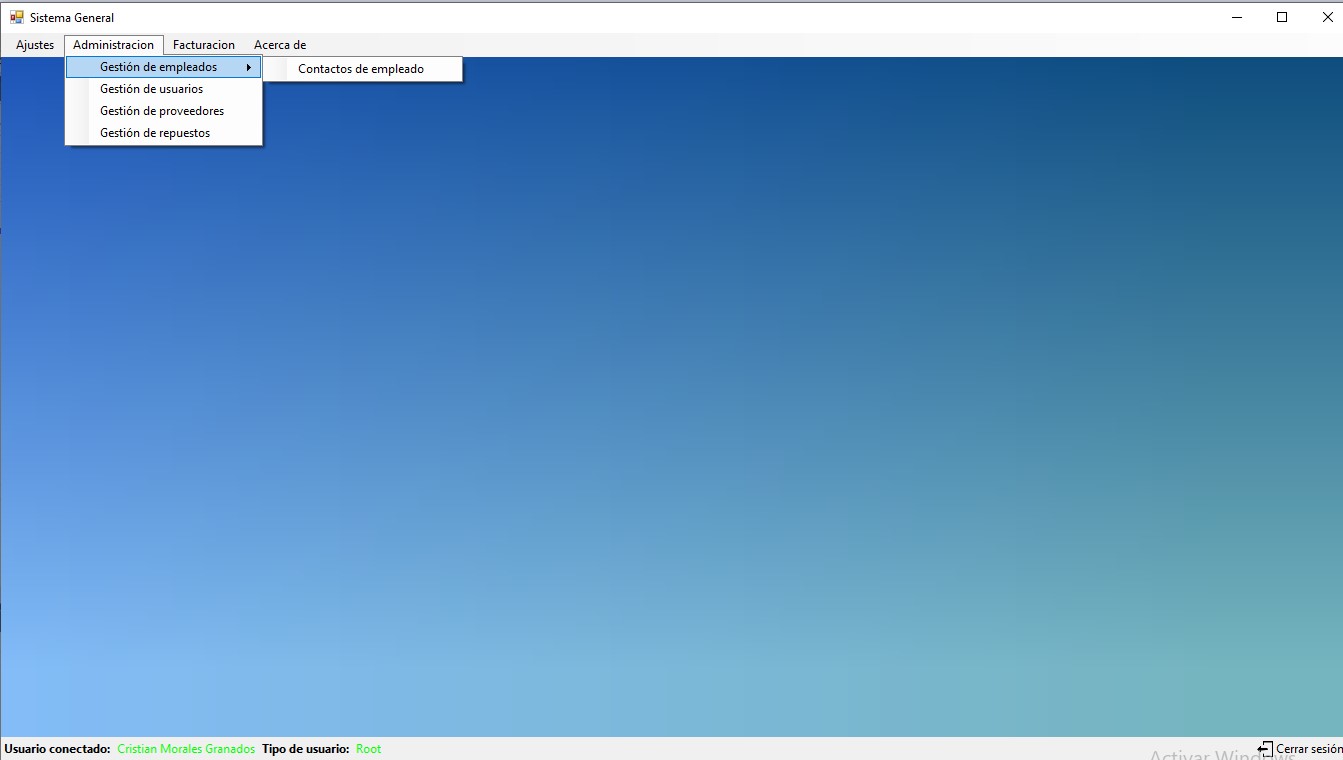 Sistema General
Ajustes Administracion Facturacion Acerca de
Gestión de empleados Contactos de empleado
Gestión de usuarios
Gestión de proveedores
Gestión de repuestos
Usuario conectado: Cristian Morales Granados Tipo de usuario: Root Cerrar sesión
Activar Windows